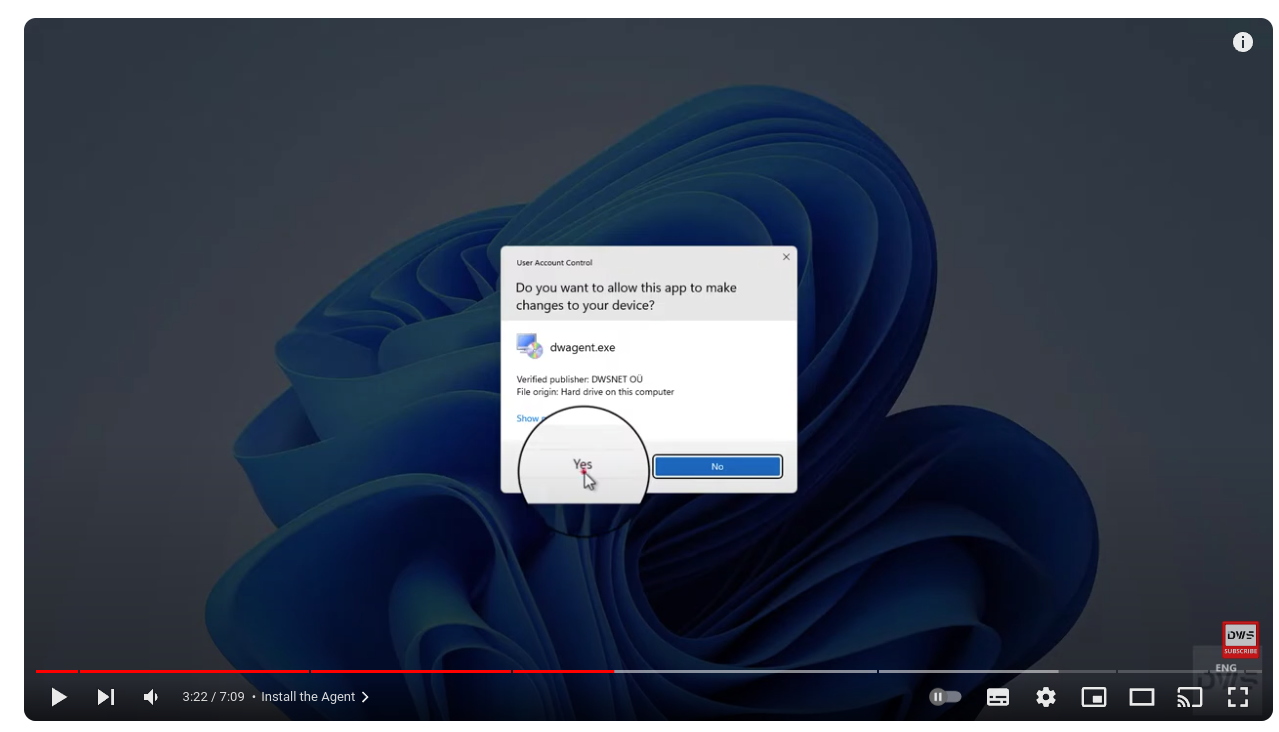 User Account Control
Do you want to allow this app to make
changes to your device?
dwagent.exe
Verified publisher: DWSNET OÜ
File origin: Hard drive on this computer
Show
Yes
No
DWS
SUBSCRIBE
ENG
DWS
3:22 / 7:09 • Install the Agent